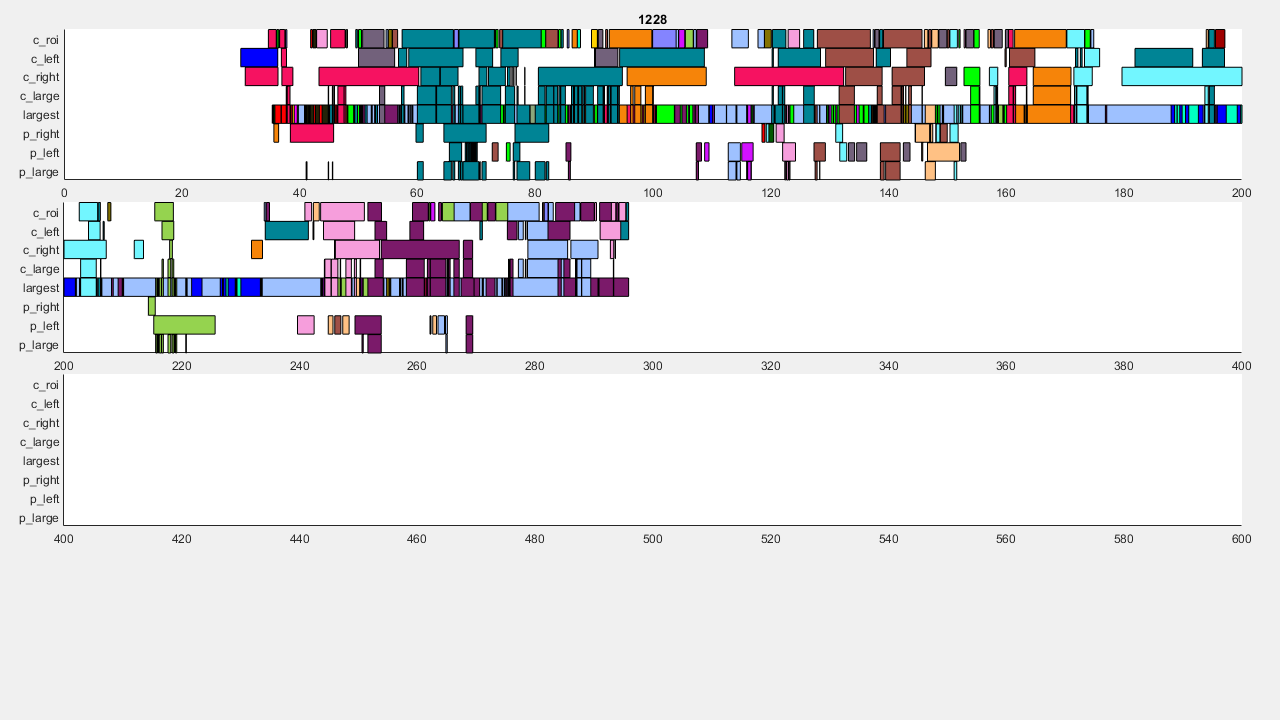 1228
c_roi
c_left
c_right
c_large
largest
p_right
p_left
p_large
0 20 40 60 80 100 120 140 160 180 200
c_roi
c_left
c_right
c_large
largest
p_right
p_left
p_large
200 220 240 260 280 300 320 340 360 380 400
c_roi
c_left
c_right
c_large
largest
p_right
p_left
p_large
400 420 440 460 480 500 520 540 560 580 600